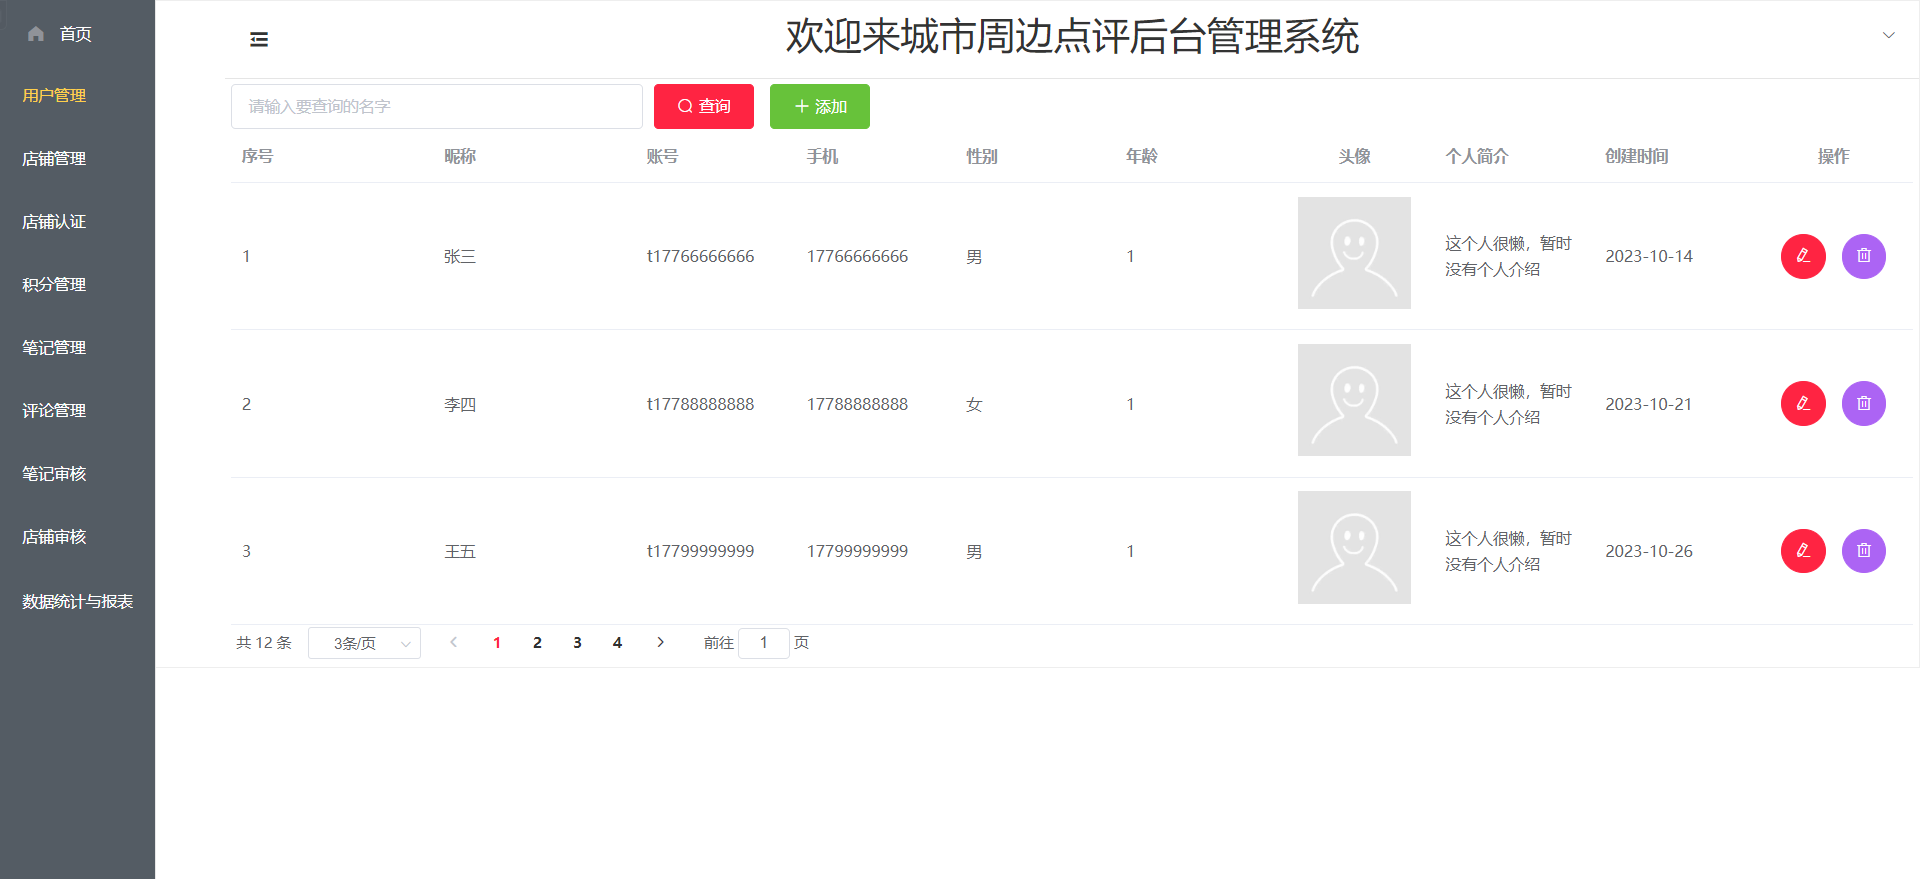 首页
用户管理
店铺管理
店铺认证
积分管理
笔记管理
评论管理
笔记审核
店铺审核
数据统计与报表
欢迎来城市周边点评后台管理系统
请输入要查询的名字 查询 添加
序号 昵称 账号 手机 性别 年龄 头像 个人简介 创建时间 操作
1 张三 t17766666666 17766666666 男 1 这个人很懒，暂时 2023-10-14
没有个人介绍
2 李四 t17788888888 17788888888 女 1 这个人很懒，暂时 2023-10-21
没有个人介绍
3 王五 t17799999999 17799999999 男 1 这个人很懒，暂时 2023-10-26
没有个人介绍
共 12 条 3条/页 1 2 3 4 前往 1 页